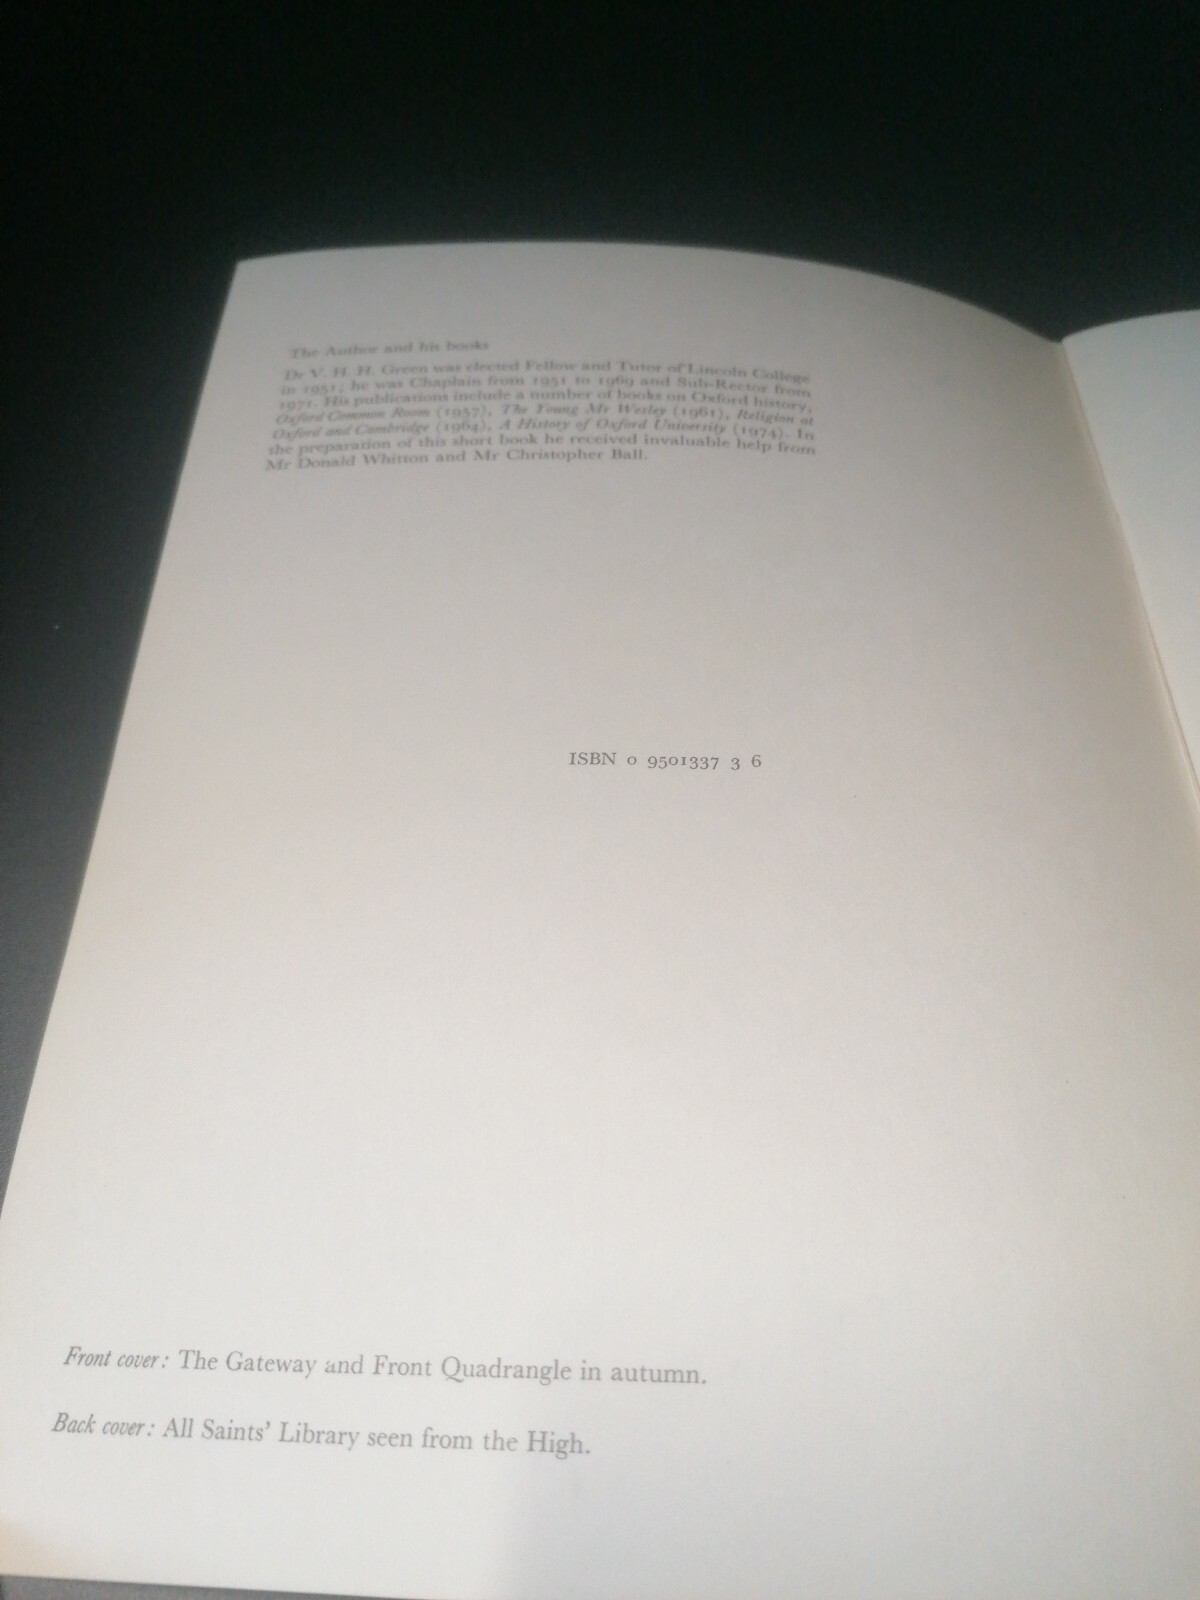 The Author and his books
Dr V. H. H. Green was elected Fellow and Tutor of Lincoln College
in 1951; he was Chaplain from 1951 to 1969 and Sub-Rector from
1971. His publications include a number of books on Oxford history,
Oxford Common Room (1957), The Young Mr Wesley (1961), Religion at
Oxford and Cambridge (1964), A History of Oxford University (1974). In
the preparation of this short book he received invaluable help from
Mr Donald Whitton and Mr Christopher Ball.
ISBN 0 9501337 3 6
Front cover: The Gateway and Front Quadrangle in autumn.
Back cover: All Saints' Library seen from the High.